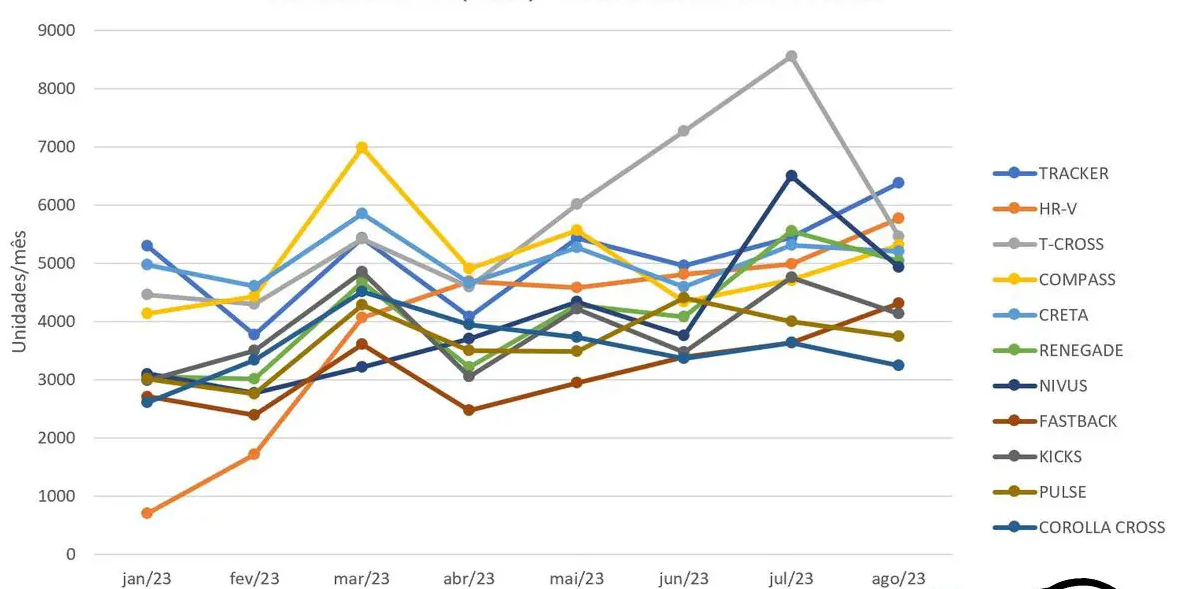 9000
8000
7000
6000
5000
4000
3000
2000
1000
0
Unidades/mês
jan/23 fev/23 mar/23 abr/23 mai/23 jun/23 jul/23 ago/23
TRACKER
HR-V
T-CROSS
COMPASS
CRETA
RENEGADE
NIVUS
FASTBACK
KICKS
PULSE
COROLLA CROSS